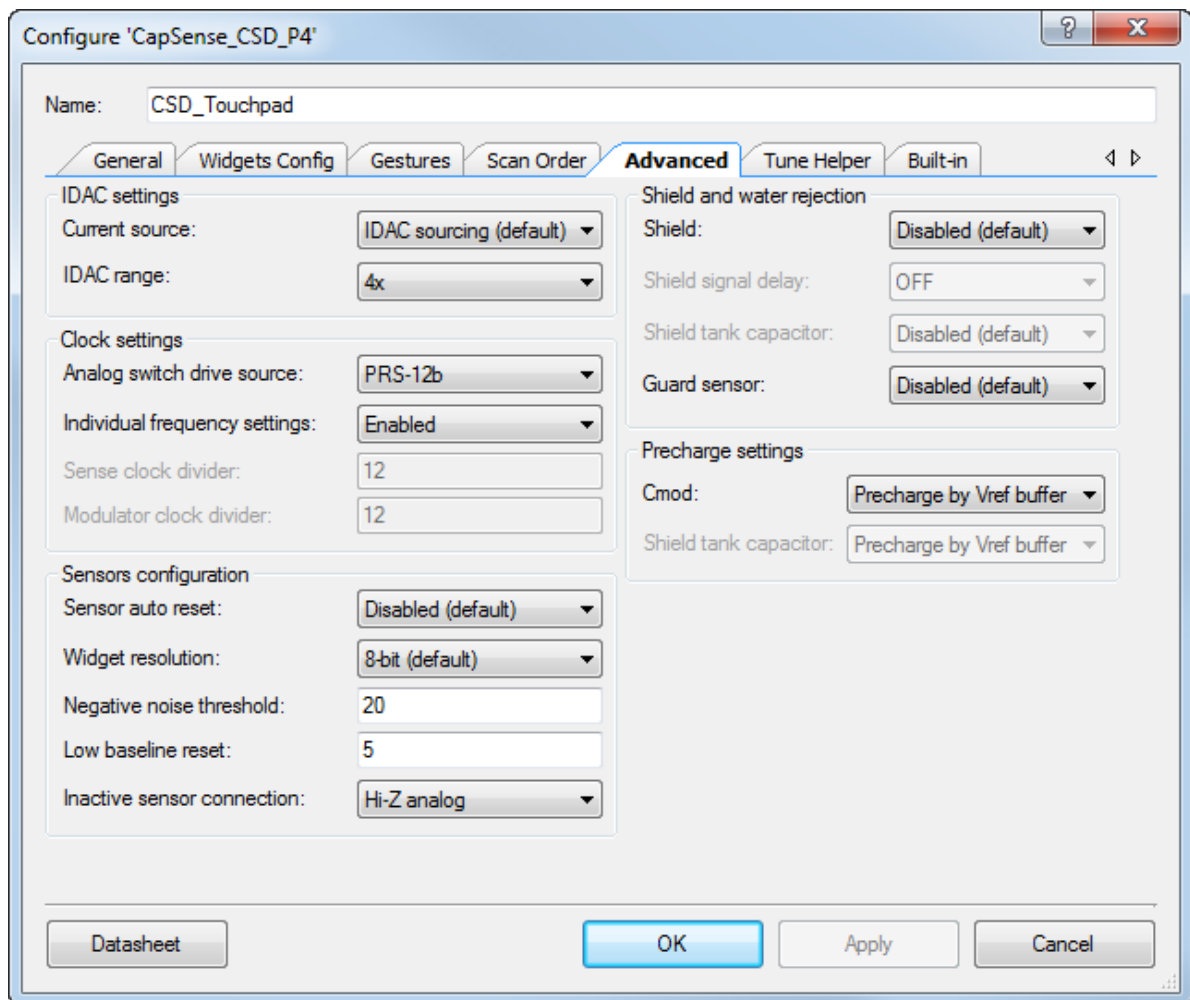 Configure 'CapSense_CSD_P4'
Name: CSD_Touchpad
General Widgets Config Gestures Scan Order Advanced Tune Helper Built-in
IDAC settings
Current source: IDAC sourcing (default)
IDAC range: 4x
Clock settings
Analog switch drive source: PRS-12b
Individual frequency settings: Enabled
Sense clock divider: 12
Modulator clock divider: 12
Sensors configuration
Sensor auto reset: Disabled (default)
Widget resolution: 8-bit (default)
Negative noise threshold: 20
Low baseline reset: 5
Inactive sensor connection: Hi-Z analog
Shield and water rejection
Shield: Disabled (default)
Shield signal delay: OFF
Shield tank capacitor: Disabled (default)
Guard sensor: Disabled (default)
Precharge settings
Cmod: Precharge by Vref buffer
Shield tank capacitor: Precharge by Vref buffer
Datasheet OK Apply Cancel